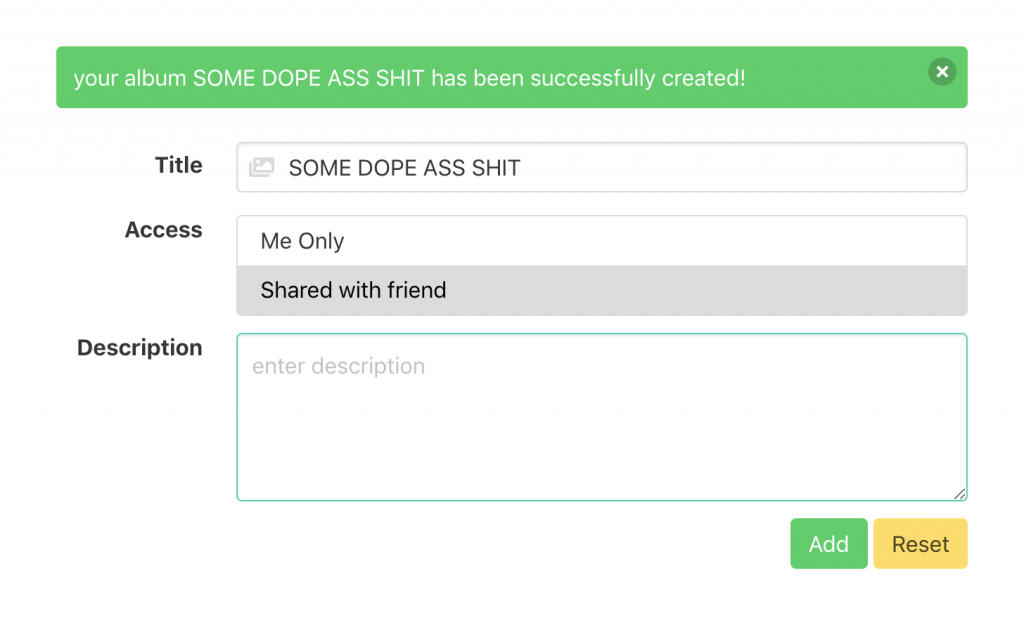 your album SOME DOPE ASS SHIT has been successfully created!
Title
SOME DOPE ASS SHIT
Access
Me Only
Shared with friend
Description
enter description
Add
Reset